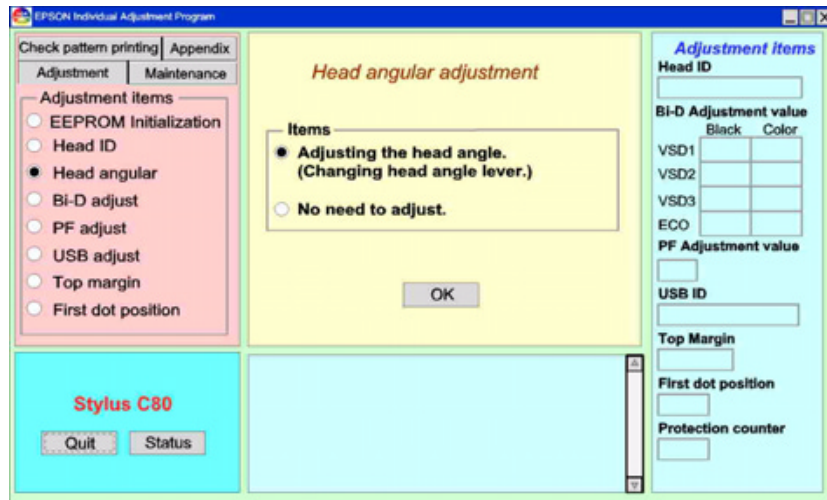 EPSON Individual Adjustment Program
Check pattern printing Appendix
Adjustment Maintenance
Adjustment items
EEPROM Initialization
Head ID
Head angular
Bi-D adjust
PF adjust
USB adjust
Top margin
First dot position
Stylus C80
Quit Status
Head angular adjustment
Items
Adjusting the head angle.
(Changing head angle lever.)
No need to adjust.
OK
Adjustment items
Head ID
Bi-D Adjustment value
Black Color
VSD1
VSD2
VSD3
ECO
PF Adjustment value
USB ID
Top Margin
First dot position
Protection counter